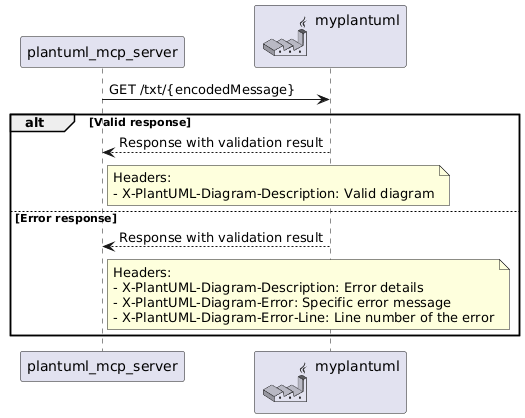 plantuml_mcp_server
myplantuml
GET /txt/{encodedMessage}
alt
[Valid response]
Response with validation result
Headers:
- X-PlantUML-Diagram-Description: Valid diagram
[Error response]
Response with validation result
Headers:
- X-PlantUML-Diagram-Description: Error details
- X-PlantUML-Diagram-Error: Specific error message
- X-PlantUML-Diagram-Error-Line: Line number of the error
plantuml_mcp_server
myplantuml